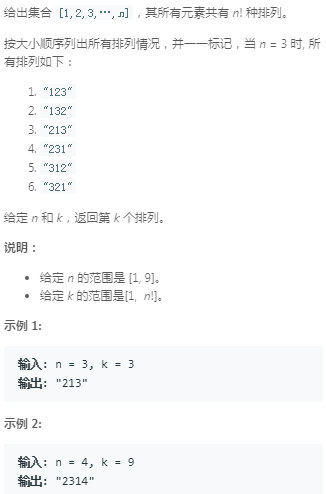 给出集合 [1,2,3,…,n]，其所有元素共有 n! 种排列。
按大小顺序列出所有排列情况，并一一标记，当 n = 3 时, 所
有排列如下：
1. "123"
2. "132"
3. "213"
4. "231"
5. "312"
6. "321"
给定 n 和 k，返回第 k 个排列。
说明：
• 给定 n 的范围是 [1, 9]。
• 给定 k 的范围是[1,  n!]。
示例 1:
输入: n = 3, k = 3
输出: "213"
示例 2:
输入: n = 4, k = 9
输出: "2314"